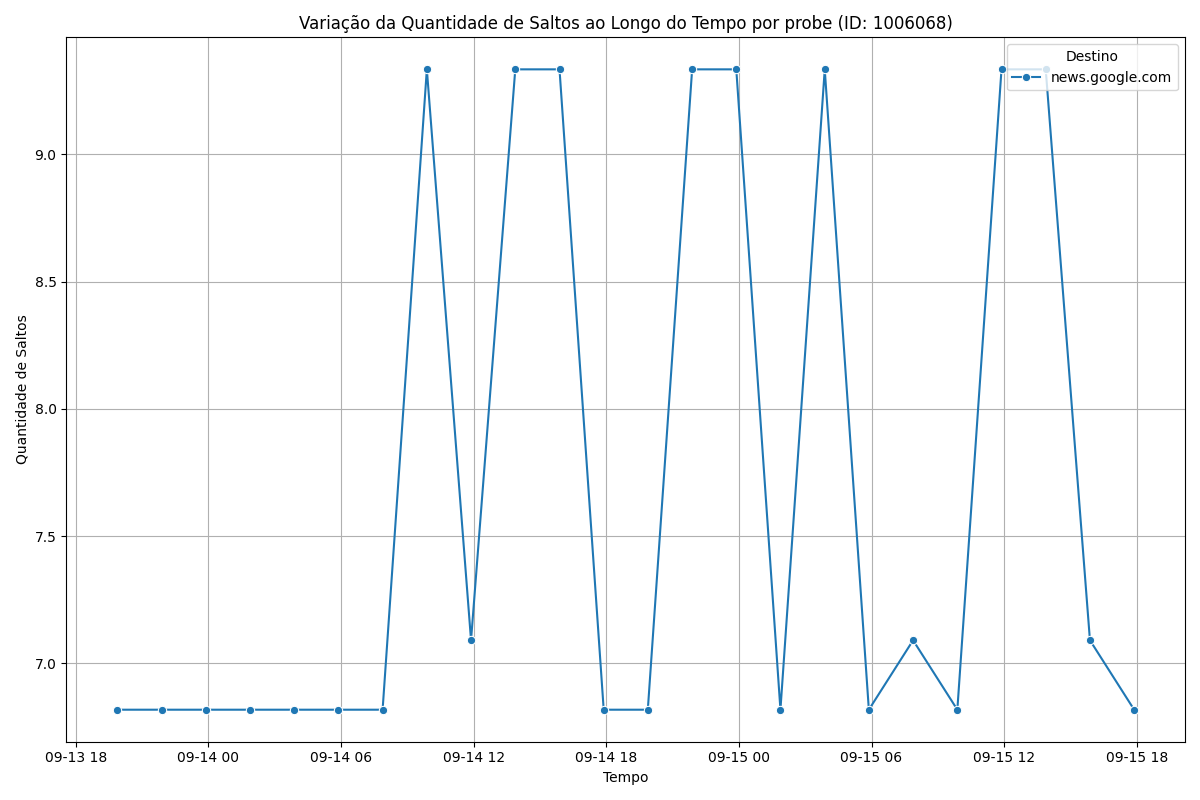 Variação da Quantidade de Saltos ao Longo do Tempo por probe (ID: 1006068)
Destino
news.google.com
Quantidade de Saltos
9.0
8.5
8.0
7.5
7.0
09-13 18
09-14 00
09-14 06
09-14 12
09-14 18
09-15 00
09-15 06
09-15 12
09-15 18
Tempo